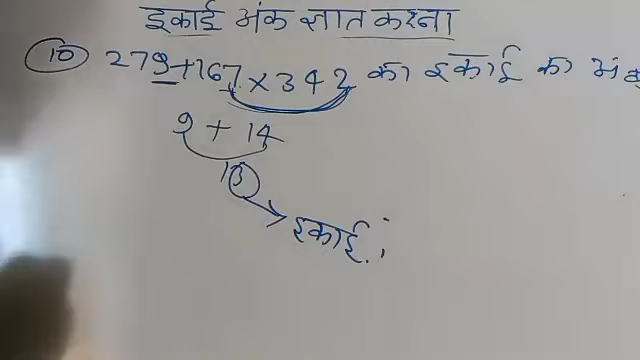 इकाई अंक ज्ञात करना
10 279+167 × 342 का इकाई का अंक
9 + 14
13
इकाई